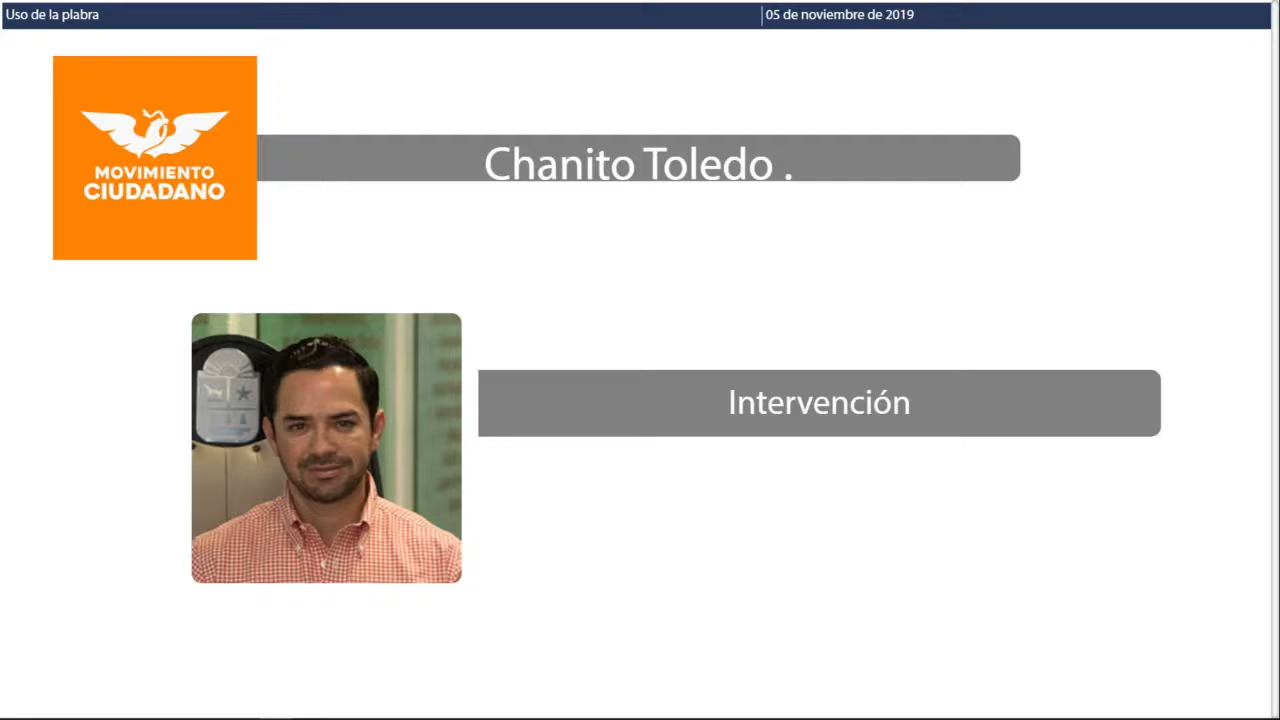 Uso de la plabra
05 de noviembre de 2019
MOVIMIENTO
CIUDADANO
Chanito Toledo .
Intervención